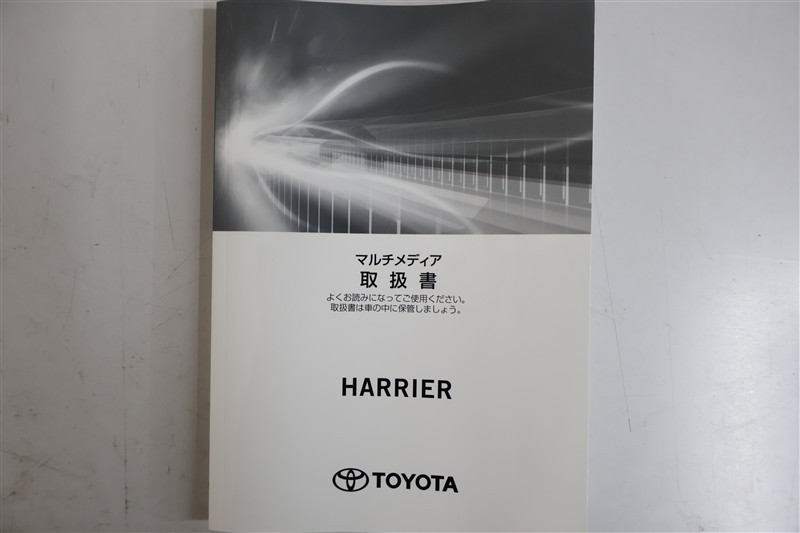 マルチメディア
取扱書
よくお読みになってご使用ください。
取扱書は車の中に保管しましょう。
HARRIER
TOYOTA